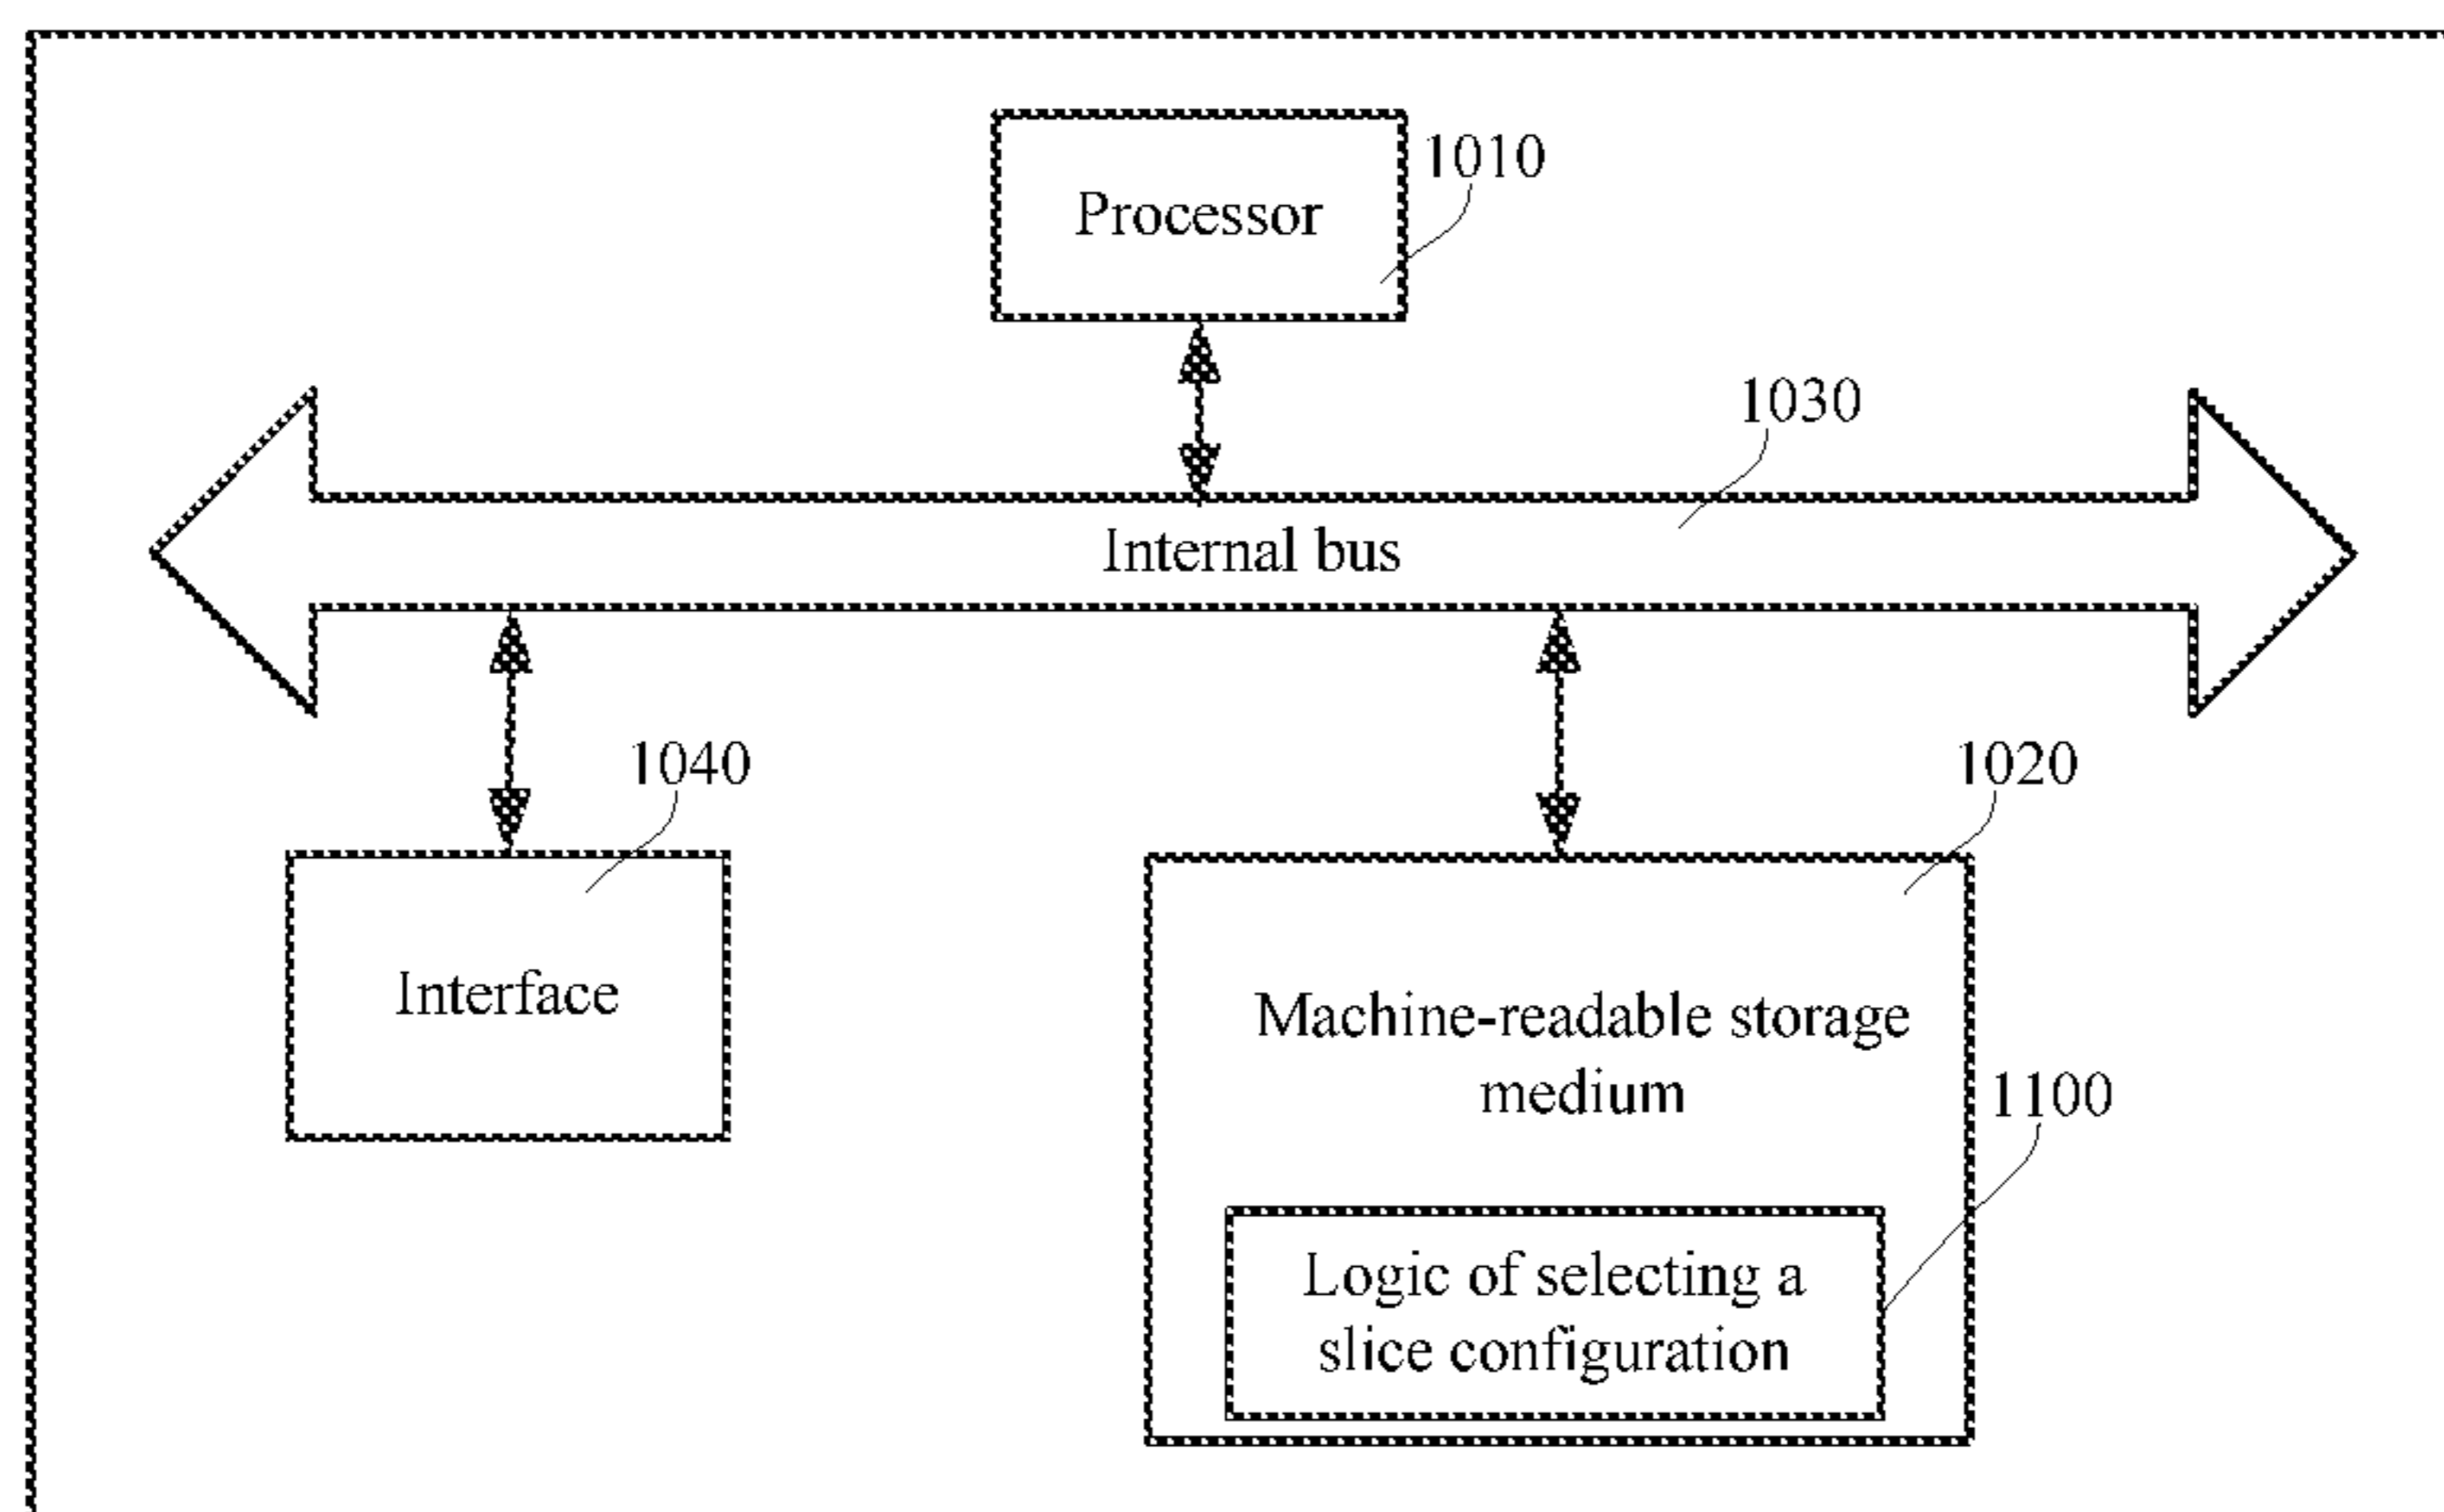 1010
Processor
1030
Internal bus
1040
1020
Interface
Machine-readable storage
medium
1100
Logic of selecting a
slice configuration